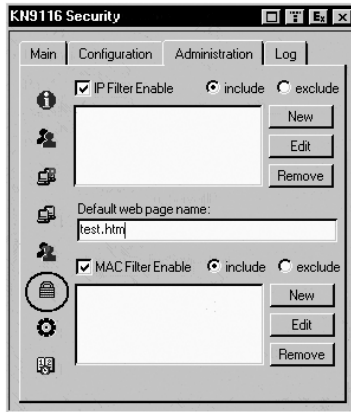 KN9116 Security
Main Configuration Administration Log
IP Filter Enable include exclude
New
Edit
Remove
Default web page name:
test.htm
MAC Filter Enable include exclude
New
Edit
Remove